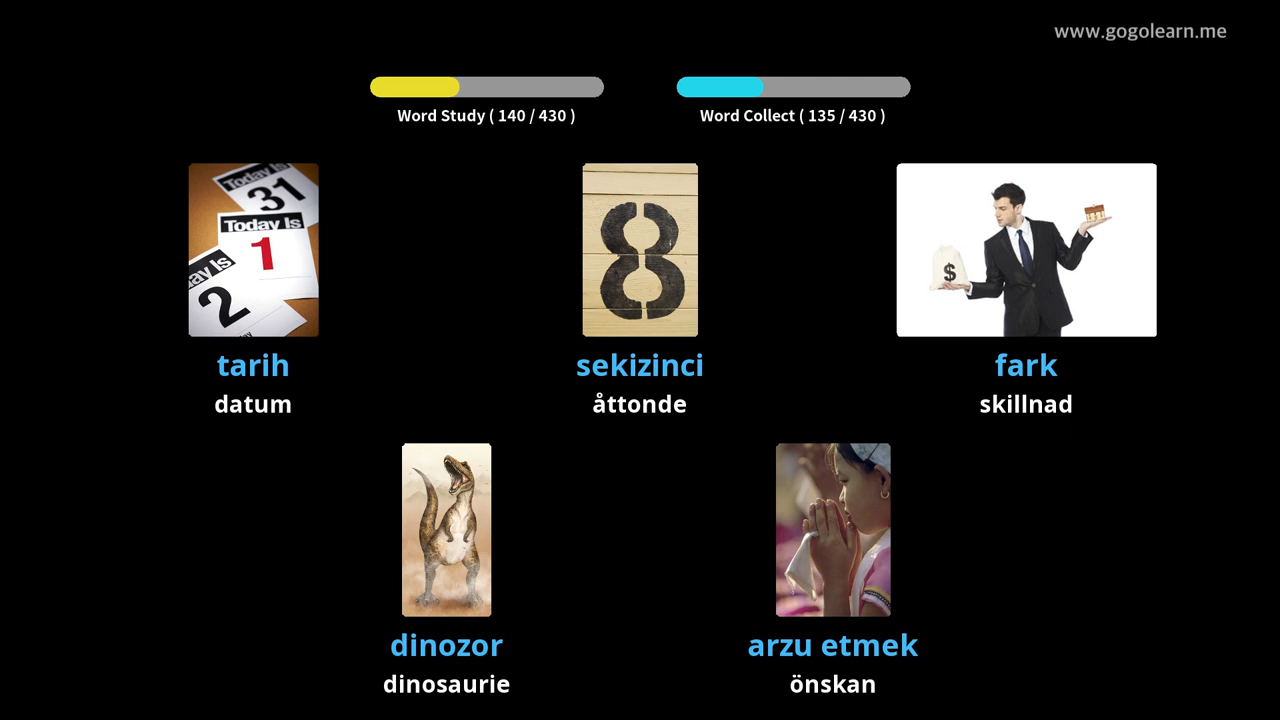 www.gogolearn.me
Word Study ( 140 / 430 )
Word Collect ( 135 / 430 )
Today Is
31
Today Is
1
ay Is
2
8
$
tarih
sekizinci
fark
datum
åttonde
skillnad
dinozor
arzu etmek
dinosaurie
önskan